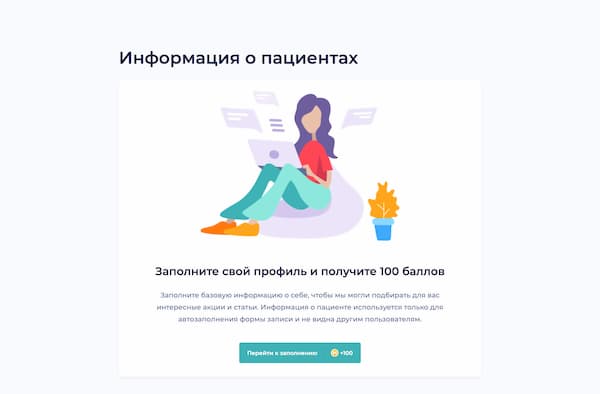 Информация о пациентах
Заполните свой профиль и получите 100 баллов
Заполните базовую информацию о себе, чтобы мы могли подбирать для вас
интересные акции и статьи. Информация о пациенте используется только для
автозаполнения формы записи и не видна другим пользователям.
Перейти к заполнению +100